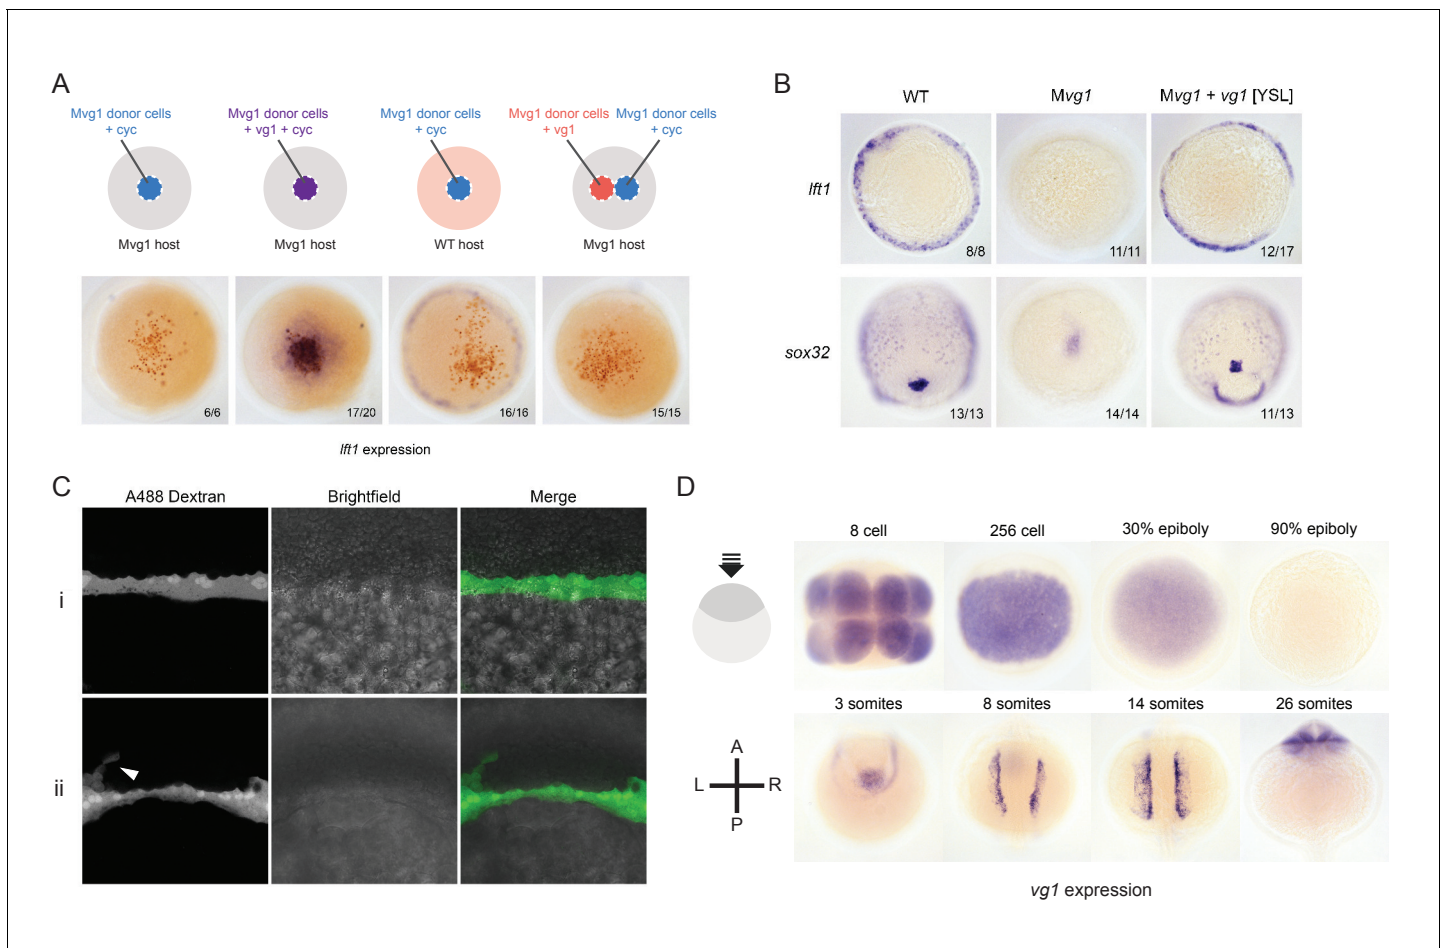 A
Mvg1 donor cells
+ cyc
Mvg1 donor cells
+ vg1 + cyc
Mvg1 donor cells
+ cyc
Mvg1 donor cells
+ vg1
Mvg1 donor cells
+ cyc
Mvg1 host
Mvg1 host
WT host
Mvg1 host
6/6
17/20
16/16
15/15
lft1 expression
B
WT
Mvg1
Mvg1 + vg1 [YSL]
lft1
8/8
11/11
12/17
sox32
13/13
14/14
11/13
C
A488 Dextran
Brightfield
Merge
i
ii
D
8 cell
256 cell
30% epiboly
90% epiboly
3 somites
8 somites
14 somites
26 somites
A
L
R
P
vg1 expression